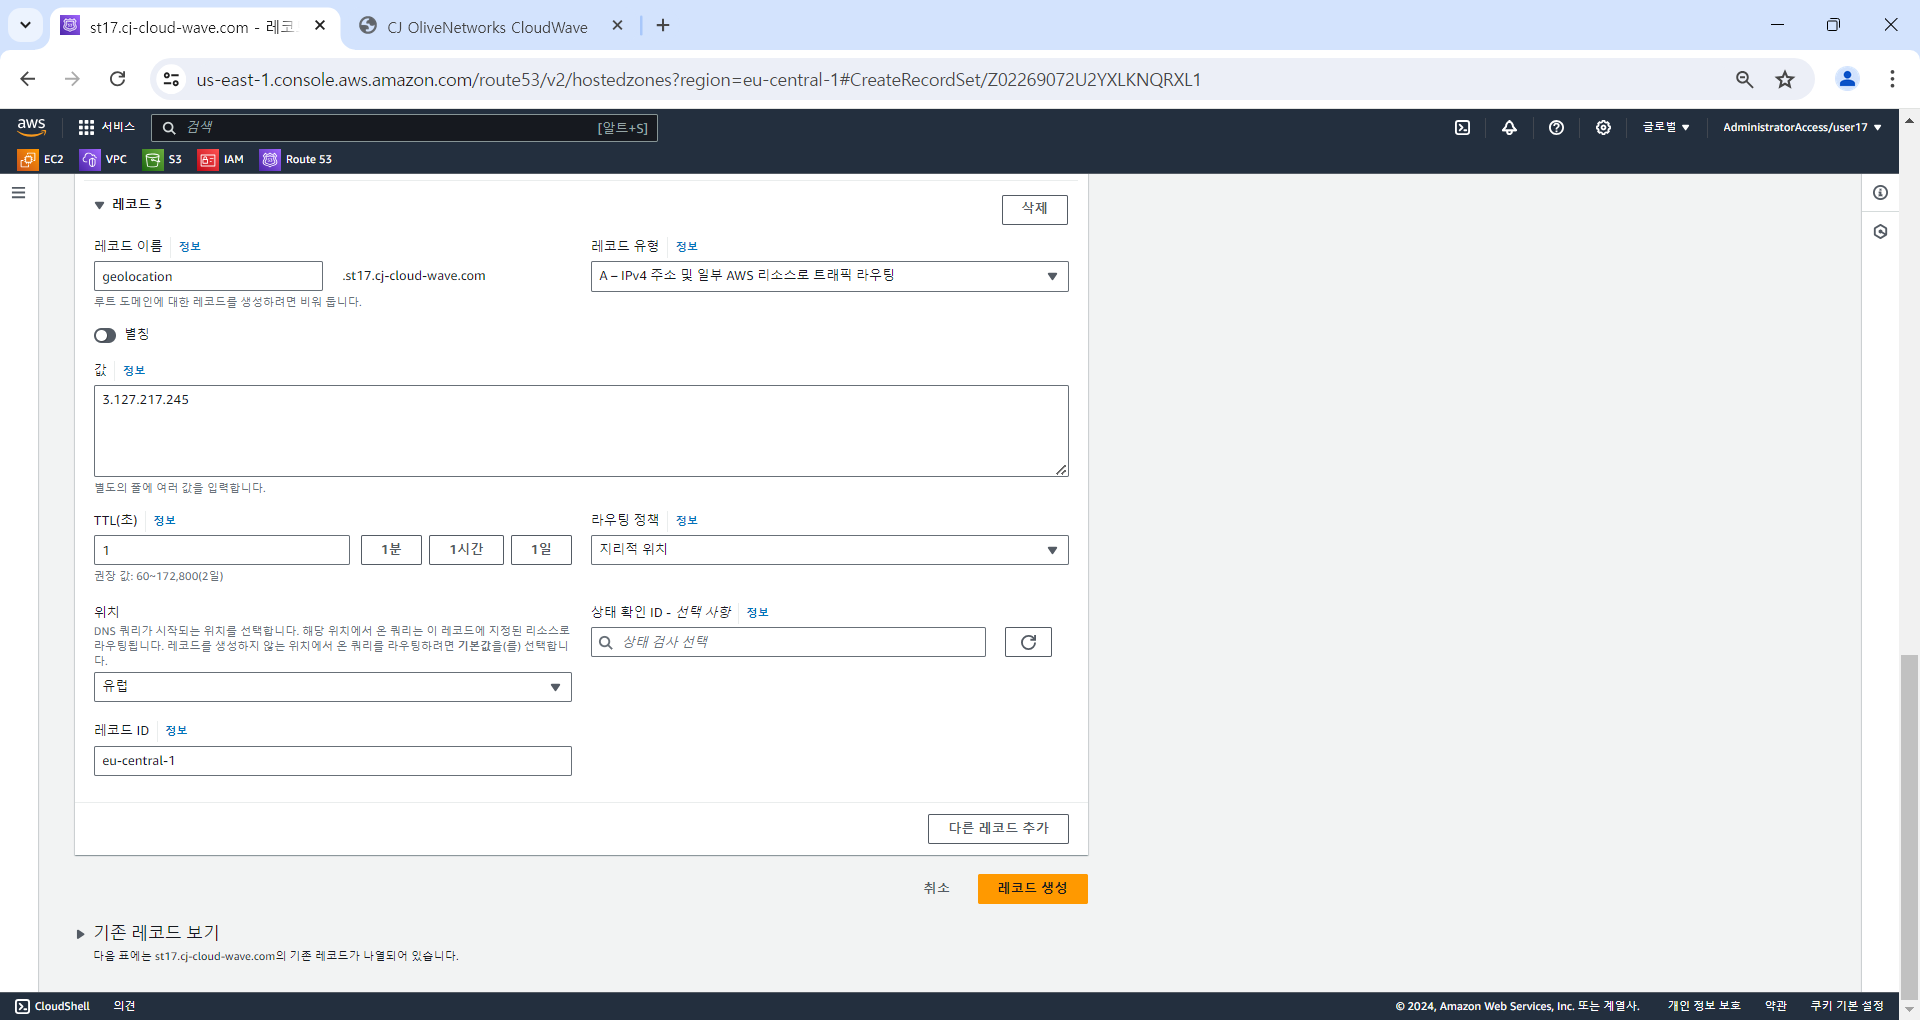 st17.cj-cloud-wave.com - 레코
CJ OliveNetworks CloudWave
us-east-1.console.aws.amazon.com/route53/v2/hostedzones?region=eu-central-1#CreateRecordSet/Z02269072U2YXLKNQRXL1
aws
서비스
검색
[알트+S]
글로벌
AdministratorAccess/user17
EC2
VPC
S3
IAM
Route 53
레코드 3
삭제
레코드 이름
정보
레코드 유형
정보
geolocation
.st17.cj-cloud-wave.com
A – IPv4 주소 및 일부 AWS 리소스로 트래픽 라우팅
루트 도메인에 대한 레코드를 생성하려면 비워 둡니다.
별칭
값
정보
3.127.217.245
별도의 줄에 여러 값을 입력합니다.
TTL(초)
정보
라우팅 정책
정보
1
1분
1시간
1일
지리적 위치
권장 값: 60~172,800(2일)
위치
상태 확인 ID - 선택 사항
정보
DNS 쿼리가 시작되는 위치를 선택합니다. 해당 위치에서 온 쿼리는 이 레코드에 지정된 리소스로
라우팅됩니다. 레코드를 생성하지 않는 위치에서 온 쿼리를 라우팅하려면 기본값을(를) 선택합니
다.
상태 검사 선택
유럽
레코드 ID
정보
eu-central-1
다른 레코드 추가
취소
레코드 생성
기존 레코드 보기
다음 표에는 st17.cj-cloud-wave.com의 기존 레코드가 나열되어 있습니다.
CloudShell
의견
© 2024, Amazon Web Services, Inc. 또는 계열사.
개인 정보 보호
약관
쿠키 기본 설정